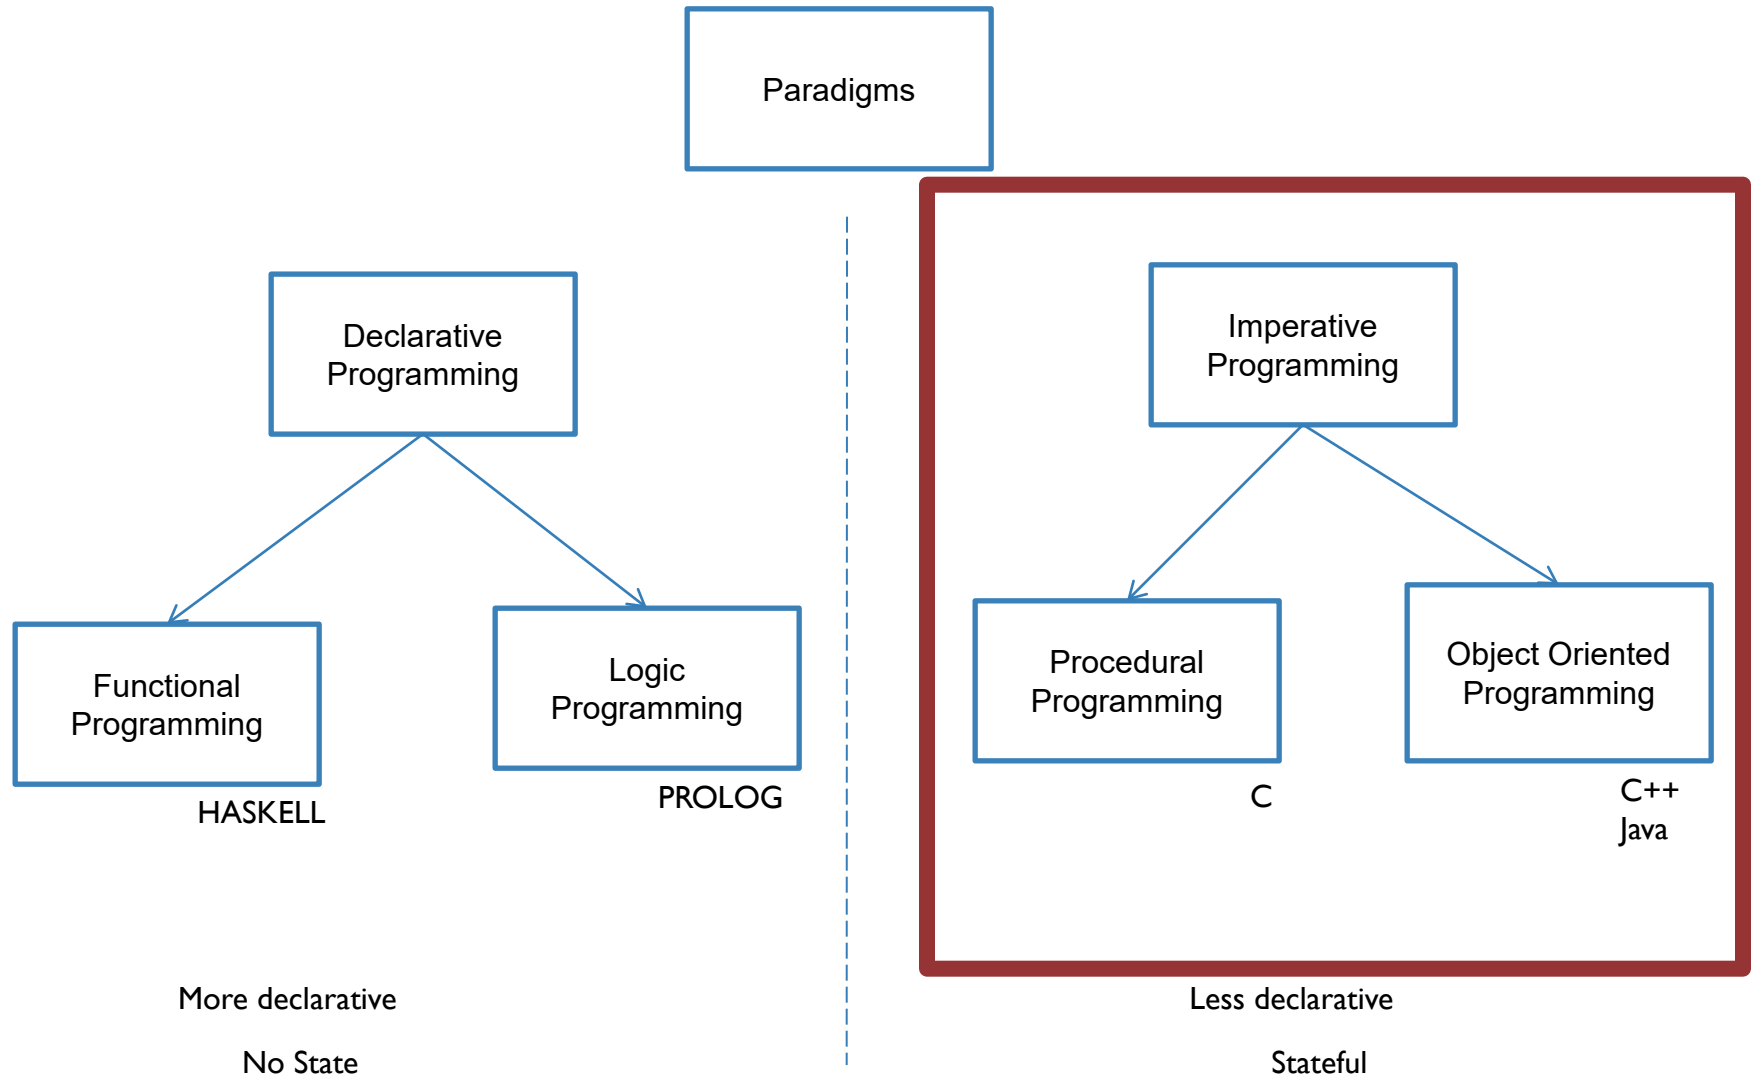 Paradigms
Declarative
Programming
Imperative
Programming
Functional
Programming
HASKELL
Logic
Programming
PROLOG
Procedural
Programming
C
Object Oriented
Programming
C++
Java
More declarative
No State
Less declarative
Stateful